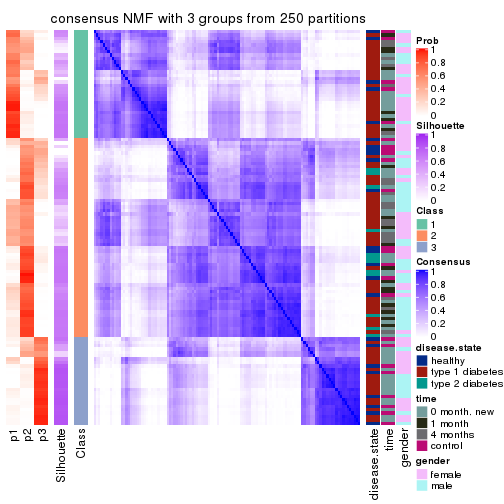 consensus NMF with 3 groups from 250 partitions
Prob
1
0.8
0.6
0.4
0.2
0
Silhouette
1
0.8
0.6
0.4
0.2
0
Class
1
2
3
Consensus
1
0.8
0.6
0.4
0.2
0
disease.state
healthy
type 1 diabetes
type 2 diabetes
time
0 month, new
1 month
4 months
control
gender
female
male
p1
p2
p3
Silhouette
Class
disease.state
time
gender